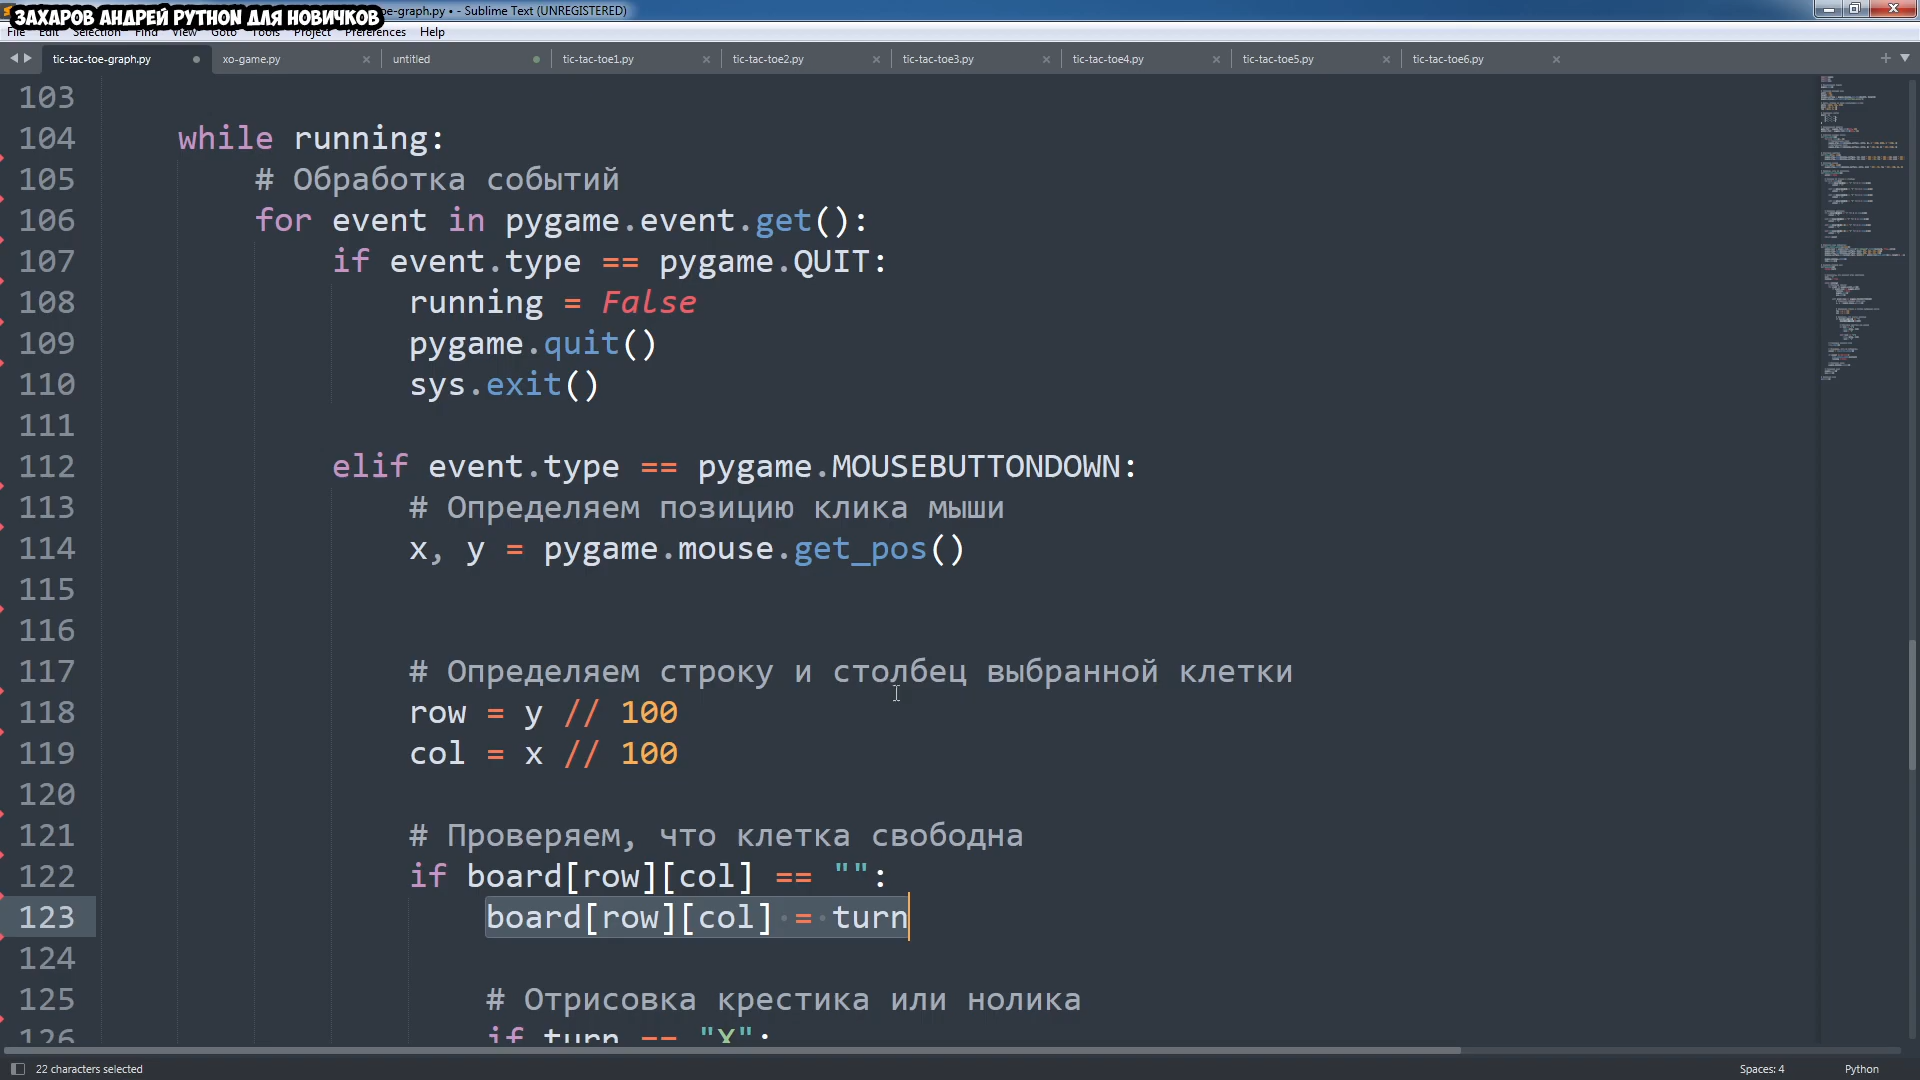 ЗАХАРОВ АНДРЕЙ PYTHON ДЛЯ НОВИЧКОВ
oe-graph.py • - Sublime Text (UNREGISTERED)
File Edit Selection Find View Goto Tools Project Preferences Help
tic-tac-toe-graph.py xo-game.py untitled tic-tac-toe1.py tic-tac-toe2.py tic-tac-toe3.py tic-tac-toe4.py tic-tac-toe5.py tic-tac-toe6.py
103
104 while running:
105 # Обработка событий
106 for event in pygame.event.get():
107 if event.type == pygame.QUIT:
108 running = False
109 pygame.quit()
110 sys.exit()
111
112 elif event.type == pygame.MOUSEBUTTONDOWN:
113 # Определяем позицию клика мыши
114 x, y = pygame.mouse.get_pos()
115
116
117 # Определяем строку и столбец выбранной клетки
118 row = y // 100
119 col = x // 100
120
121 # Проверяем, что клетка свободна
122 if board[row][col] == "":
123 board[row][col] = turn
124
125 # Отрисовка крестика или нолика
126 if turn == "X":
22 characters selected Spaces: 4 Python